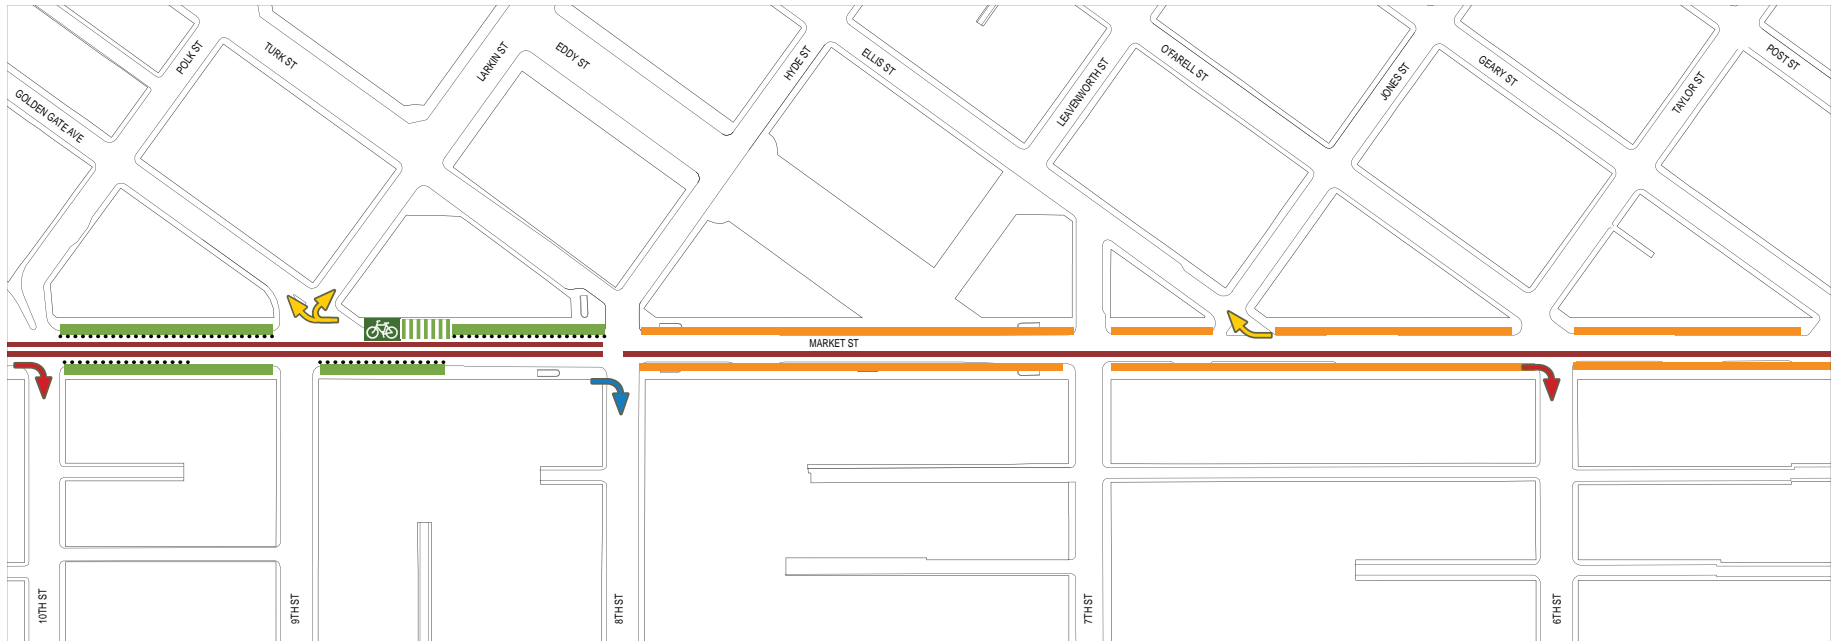 POLK ST
TURK ST
LARKIN ST
EDDY ST
HYDE ST
ELLIS ST
LEAVENWORTH ST
O'FARELL ST
JONES ST
GEARY ST
TAYLOR ST
POST ST
GOLDEN GATE AVE
MARKET ST
10TH ST
9TH ST
8TH ST
7TH ST
6TH ST